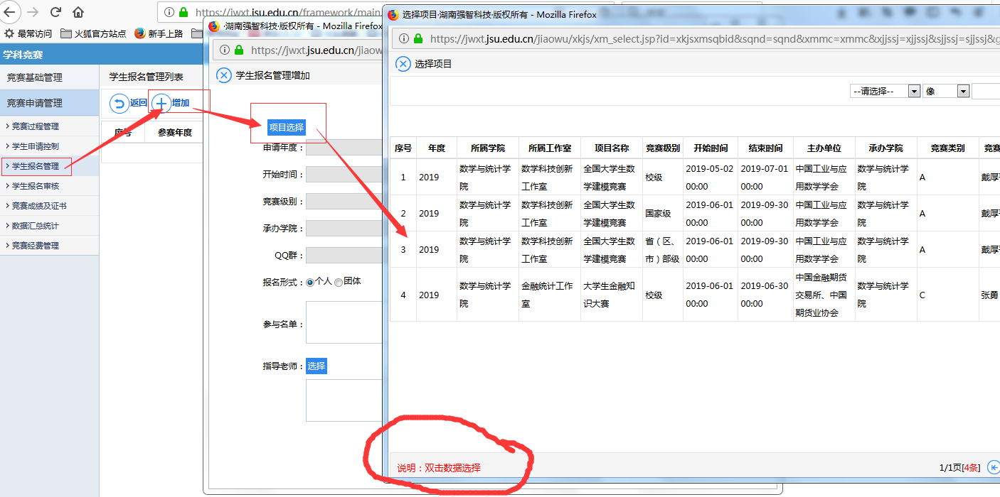 https://jwxt.jsu.edu.cn/framework/main
最常访问 火狐官方站点 新手上路
学科竞赛
竞赛基础管理
竞赛申请管理
竞赛过程管理
学生申请控制
学生报名管理
学生报名审核
竞赛成绩及证书
数据汇总统计
竞赛经费管理
学生报名管理列表
返回 增加
序号 参赛年度
·湖南强智科技·版权所有 - Mozilla Firefox
https://jwxt.jsu.edu.cn/jiaow
学生报名管理增加
项目选择
申请年度：
开始时间：
竞赛级别：
承办学院：
QQ群：
报名形式： 个人 团体
参与名单：
指导老师： 选择
选择项目·湖南强智科技·版权所有 - Mozilla Firefox
https://jwxt.jsu.edu.cn/jiaowu/xkjs/xm_select.jsp?id=xkjsxmsqbid&sqnd=sqnd&xmmc=xmmc&xjjssj=xjjssj&sjjssj=sjjssj&g
选择项目
--请选择-- 像
序号 年度 所属学院 所属工作室 项目名称 竞赛级别 开始时间 结束时间 主办单位 承办学院 竞赛类别 竞赛
1 2019 数学与统计学院 数学科技创新工作室 全国大学生数学建模竞赛 校级 2019-05-02 00:00 2019-07-01 00:00 中国工业与应用数学学会 数学与统计学院 A 戴厚
2 2019 数学与统计学院 数学科技创新工作室 全国大学生数学建模竞赛 国家级 2019-06-01 00:00 2019-09-30 00:00 中国工业与应用数学学会 数学与统计学院 A 戴厚
3 2019 数学与统计学院 数学科技创新工作室 全国大学生数学建模竞赛 省（区、市）部级 2019-06-01 00:00 2019-09-30 00:00 中国工业与应用数学学会 数学与统计学院 A 戴厚
4 2019 数学与统计学院 金融统计工作室 大学生金融知识大赛 校级 2019-06-01 00:00 2019-06-30 00:00 中国金融期货交易所、中国期货业协会 数学与统计学院 C 张勇
说明：双击数据选择
1/1页[4条]